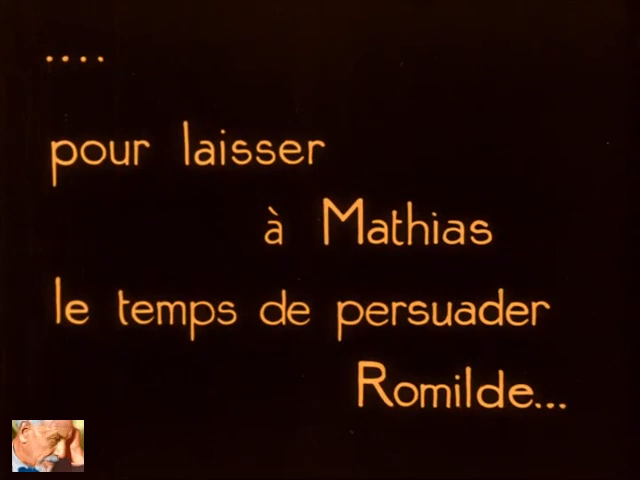 ....
pour laisser
à Mathias
le temps de persuader
Romilde...